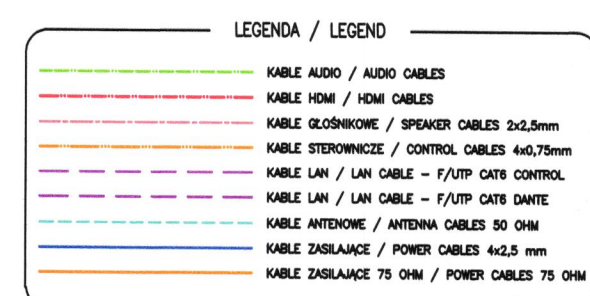 LEGENDA / LEGEND
KABLE AUDIO / AUDIO CABLES
KABLE HDMI / HDMI CABLES
KABLE GŁOŚNIKOWE / SPEAKER CABLES 2x2,5mm
KABLE STEROWNICZE / CONTROL CABLES 4x0,75mm
KABLE LAN / LAN CABLE – F/UTP CAT6 CONTROL
KABLE LAN / LAN CABLE – F/UTP CAT6 DANTE
KABLE ANTENOWE / ANTENNA CABLES 50 OHM
KABLE ZASILAJĄCE / POWER CABLES 4x2,5 mm
KABLE ZASILAJĄCE 75 OHM / POWER CABLES 75 OHM